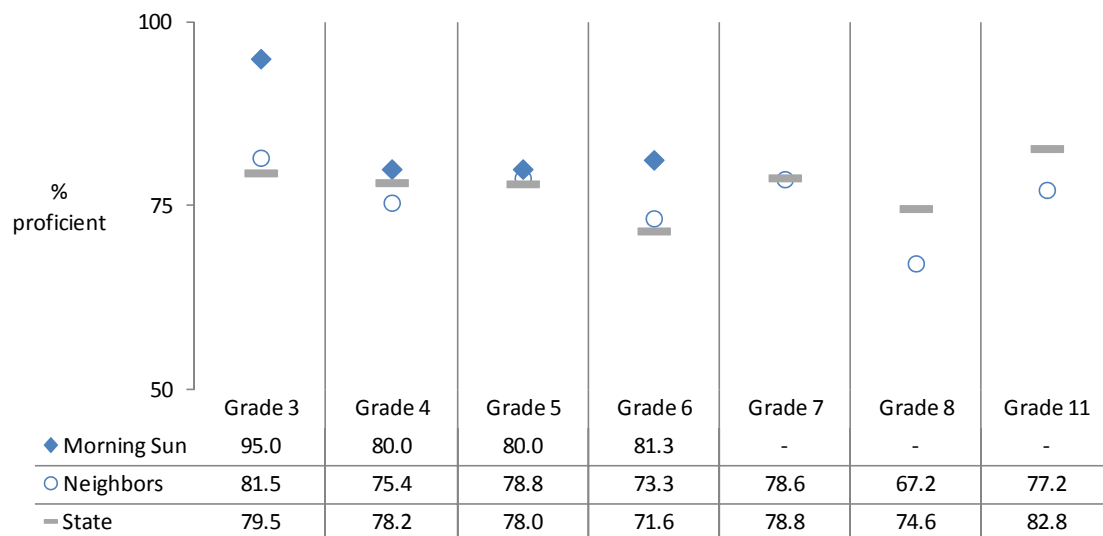 100
75
% proficient
50
Grade 3 Grade 4 Grade 5 Grade 6 Grade 7 Grade 8 Grade 11
Morning Sun 95.0 80.0 80.0 81.3 - - -
Neighbors 81.5 75.4 78.8 73.3 78.6 67.2 77.2
State 79.5 78.2 78.0 71.6 78.8 74.6 82.8